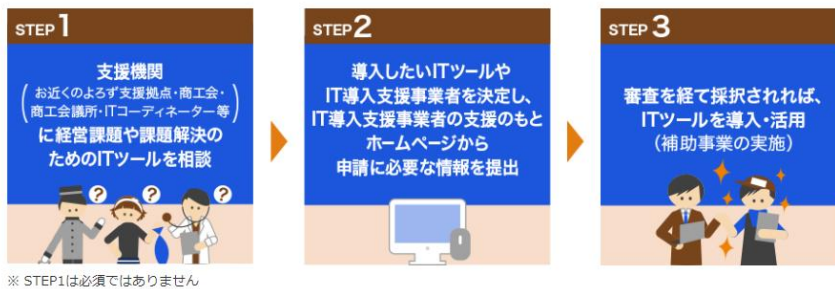 STEP 1
支援機関
(お近くのよろず支援拠点・商工会・
商工会議所・ITコーディネーター等)
に経営課題や課題解決の
ためのITツールを相談
? ? ?
STEP 2
導入したいITツールや
IT導入支援事業者を決定し、
IT導入支援事業者の支援のもと
ホームページから
申請に必要な情報を提出
STEP 3
審査を経て採択されれば、
ITツールを導入・活用
(補助事業の実施)
※ STEP1は必須ではありません